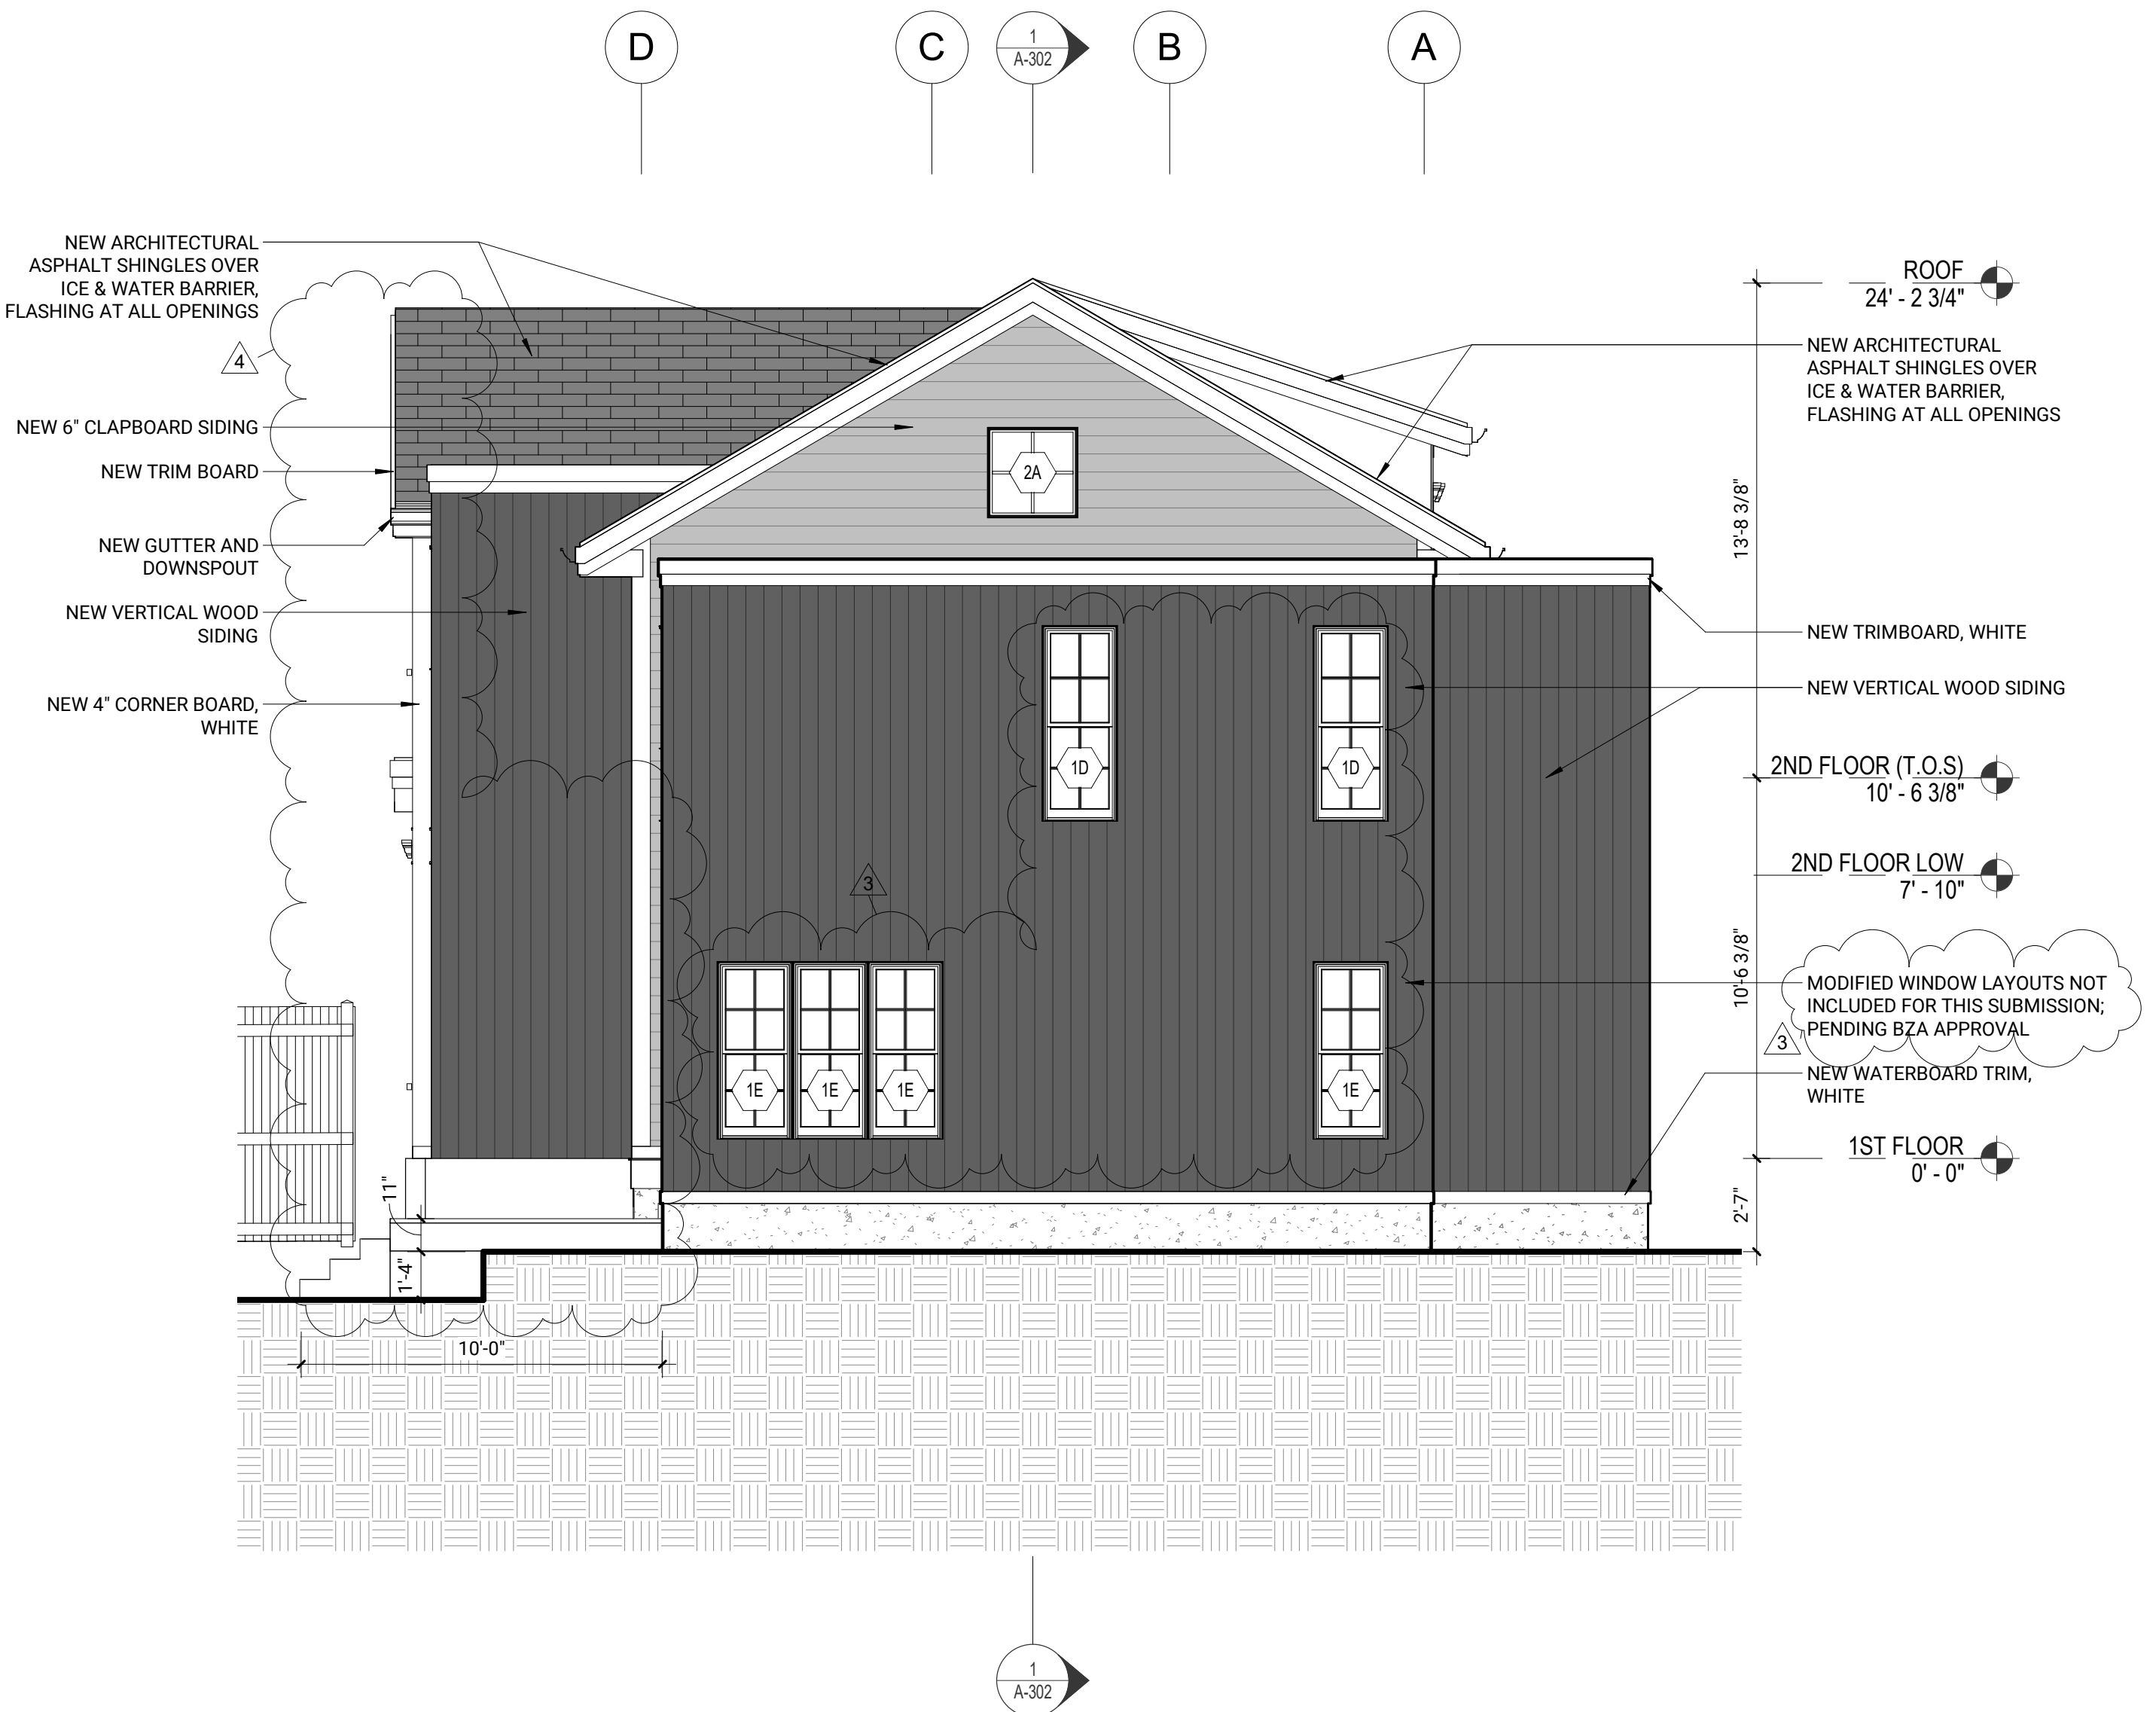 D
C
1
A-302
B
A
NEW ARCHITECTURAL
ASPHALT SHINGLES OVER
ICE & WATER BARRIER,
FLASHING AT ALL OPENINGS
4
NEW 6" CLAPBOARD SIDING
NEW TRIM BOARD
NEW GUTTER AND
DOWNSPOUT
NEW VERTICAL WOOD
SIDING
NEW 4" CORNER BOARD,
WHITE
2A
1D
1D
3
1E
1E
1E
1E
11"
1'-4"
10'-0"
ROOF
24' - 2 3/4"
NEW ARCHITECTURAL
ASPHALT SHINGLES OVER
ICE & WATER BARRIER,
FLASHING AT ALL OPENINGS
13'-8 3/8"
NEW TRIMBOARD, WHITE
NEW VERTICAL WOOD SIDING
2ND FLOOR (T.O.S)
10' - 6 3/8"
2ND FLOOR LOW
7' - 10"
10'-6 3/8"
MODIFIED WINDOW LAYOUTS NOT
INCLUDED FOR THIS SUBMISSION;
PENDING BZA APPROVAL
3
NEW WATERBOARD TRIM,
WHITE
1ST FLOOR
0' - 0"
2'-7"
1
A-302